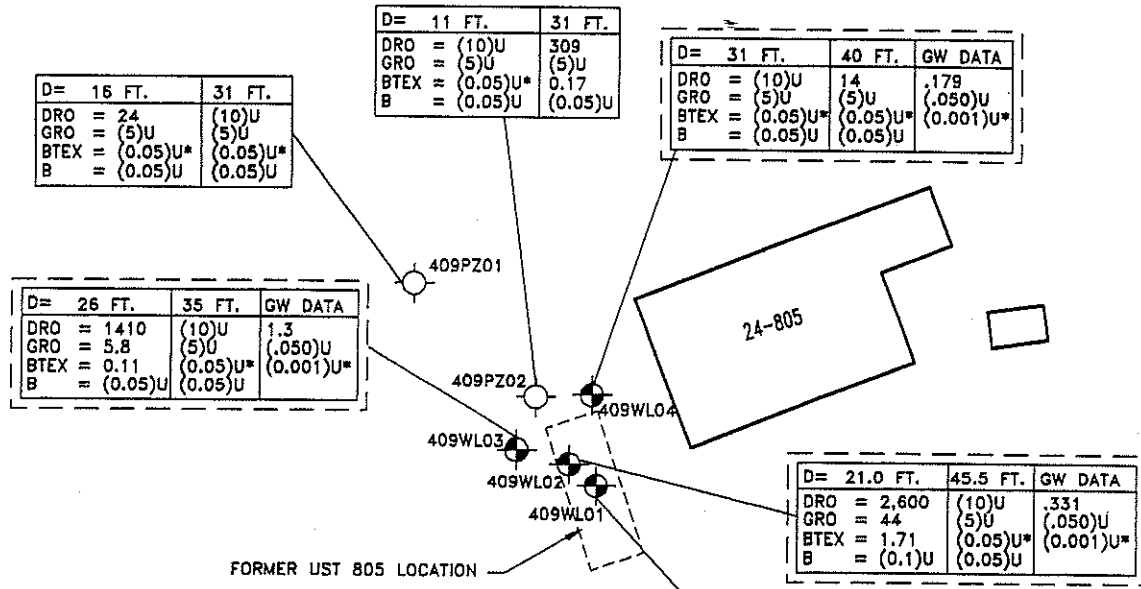 D= 11 FT. 31 FT.
DRO = (10)U 309
GRO = (5)U (5)U
BTEX = (0.05)U* 0.17
B = (0.05)U (0.05)U
D= 31 FT. 40 FT. GW DATA
DRO = (10)U 14 .179
GRO = (5)U (5)U (.050)U
BTEX = (0.05)U* (0.05)U* (0.001)U*
B = (0.05)U (0.05)U
D= 16 FT. 31 FT.
DRO = 24 (10)U
GRO = (5)U (5)U
BTEX = (0.05)U* (0.05)U*
B = (0.05)U (0.05)U
409PZ01
D= 26 FT. 35 FT. GW DATA
DRO = 1410 (10)U 1.3
GRO = 5.8 (5)U (.050)U
BTEX = 0.11 (0.05)U* (0.001)U*
B = (0.05)U (0.05)U
24-805
409PZ02
409WL04
409WL03
409WL02
409WL01
D= 21.0 FT. 45.5 FT. GW DATA
DRO = 2,600 (10)U .331
GRO = 44 (5)U (.050)U
BTEX = 1.71 (0.05)U* (0.001)U*
B = (0.1)U (0.05)U
FORMER UST 805 LOCATION